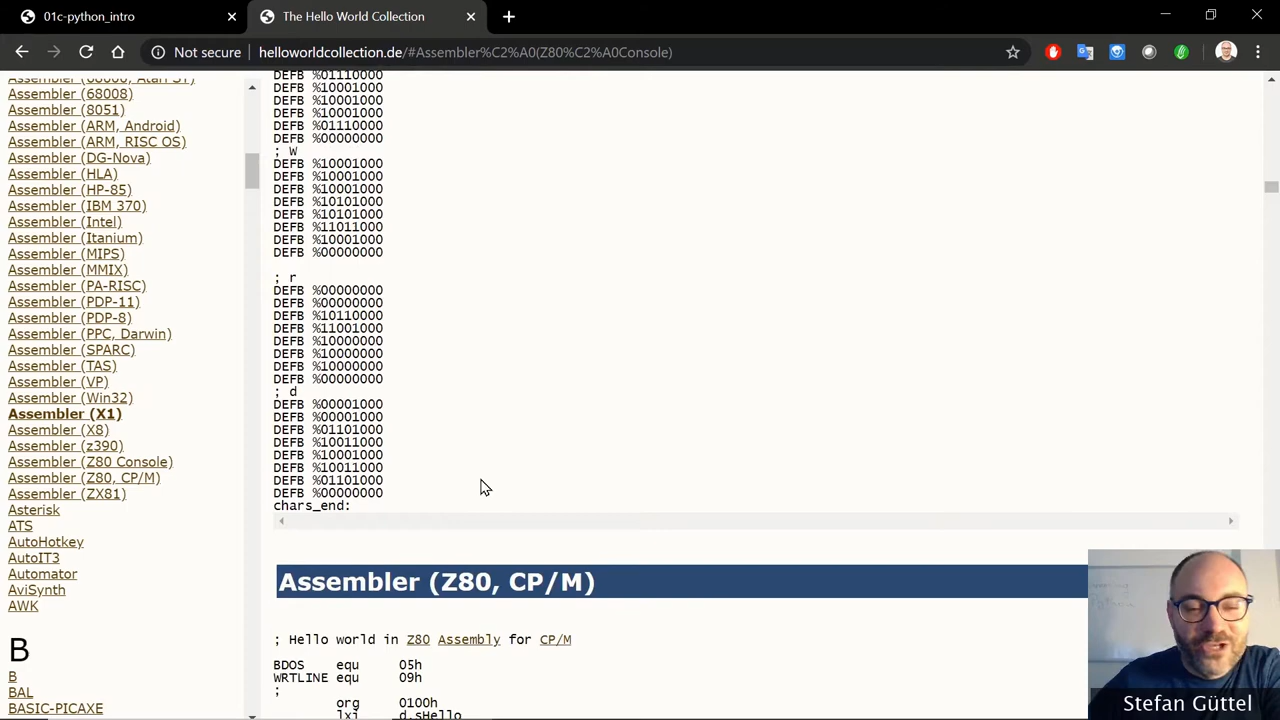 01c-python_intro
The Hello World Collection
Not secure
helloworldcollection.de/#Assembler%C2%A0(Z80%C2%A0Console)
Assembler (68000, Atari ST)
Assembler (68008)
Assembler (8051)
Assembler (ARM, Android)
Assembler (ARM, RISC OS)
Assembler (DG-Nova)
Assembler (HLA)
Assembler (HP-85)
Assembler (IBM 370)
Assembler (Intel)
Assembler (Itanium)
Assembler (MIPS)
Assembler (MMIX)
Assembler (PA-RISC)
Assembler (PDP-11)
Assembler (PDP-8)
Assembler (PPC, Darwin)
Assembler (SPARC)
Assembler (TAS)
Assembler (VP)
Assembler (Win32)
Assembler (X1)
Assembler (X8)
Assembler (z390)
Assembler (Z80 Console)
Assembler (Z80, CP/M)
Assembler (ZX81)
Asterisk
ATS
AutoHotkey
AutoIT3
Automator
AviSynth
AWK
B
B
BAL
BASIC-PICAXE
DEFB %01110000
DEFB %10001000
DEFB %10001000
DEFB %10001000
DEFB %01110000
DEFB %00000000
; W
DEFB %10001000
DEFB %10001000
DEFB %10001000
DEFB %10101000
DEFB %10101000
DEFB %11011000
DEFB %10001000
DEFB %00000000
; r
DEFB %00000000
DEFB %00000000
DEFB %10110000
DEFB %11001000
DEFB %10000000
DEFB %10000000
DEFB %10000000
DEFB %00000000
; d
DEFB %00001000
DEFB %00001000
DEFB %01101000
DEFB %10011000
DEFB %10001000
DEFB %10011000
DEFB %01101000
DEFB %00000000
chars_end:
Assembler (Z80, CP/M)
; Hello world in Z80 Assembly for CP/M
BDOS equ 05h
WRTLINE equ 09h
;
org 0100h
lxi d,sHello
Stefan Güttel